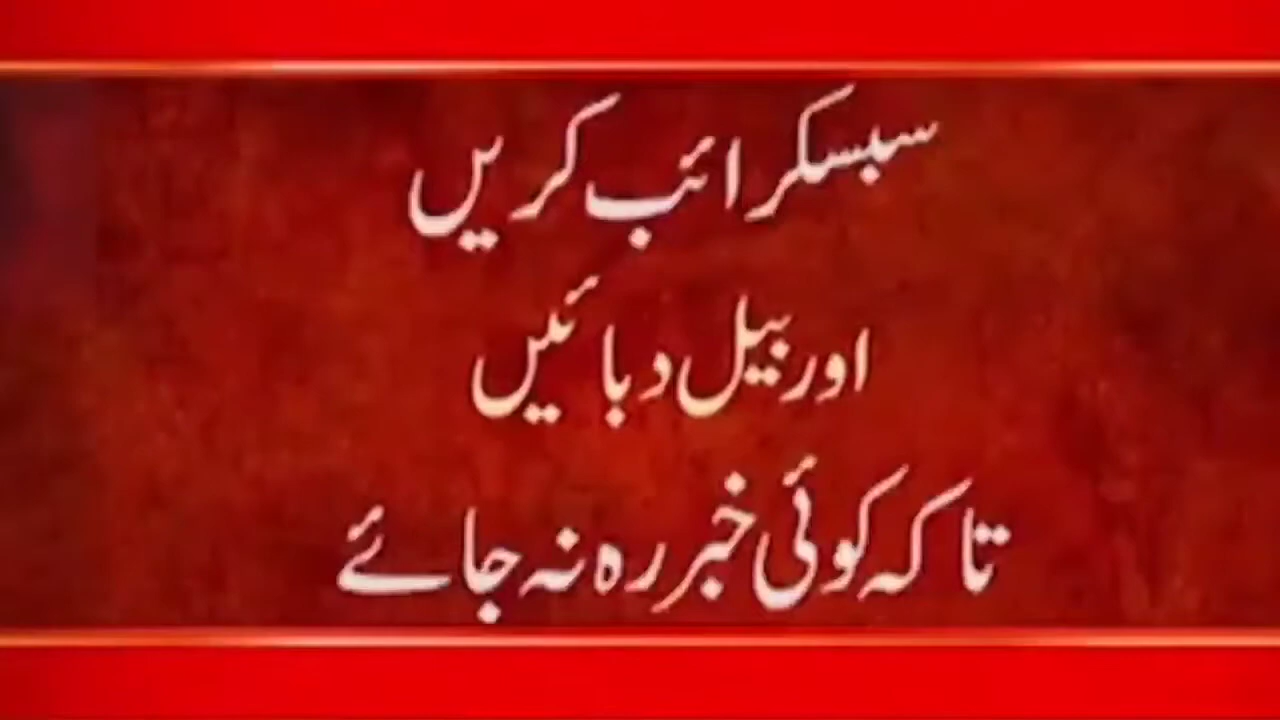 سبسکرائب کریں
اور بیل دبائیں
تاکہ کوئی خبر رہ نہ جائے